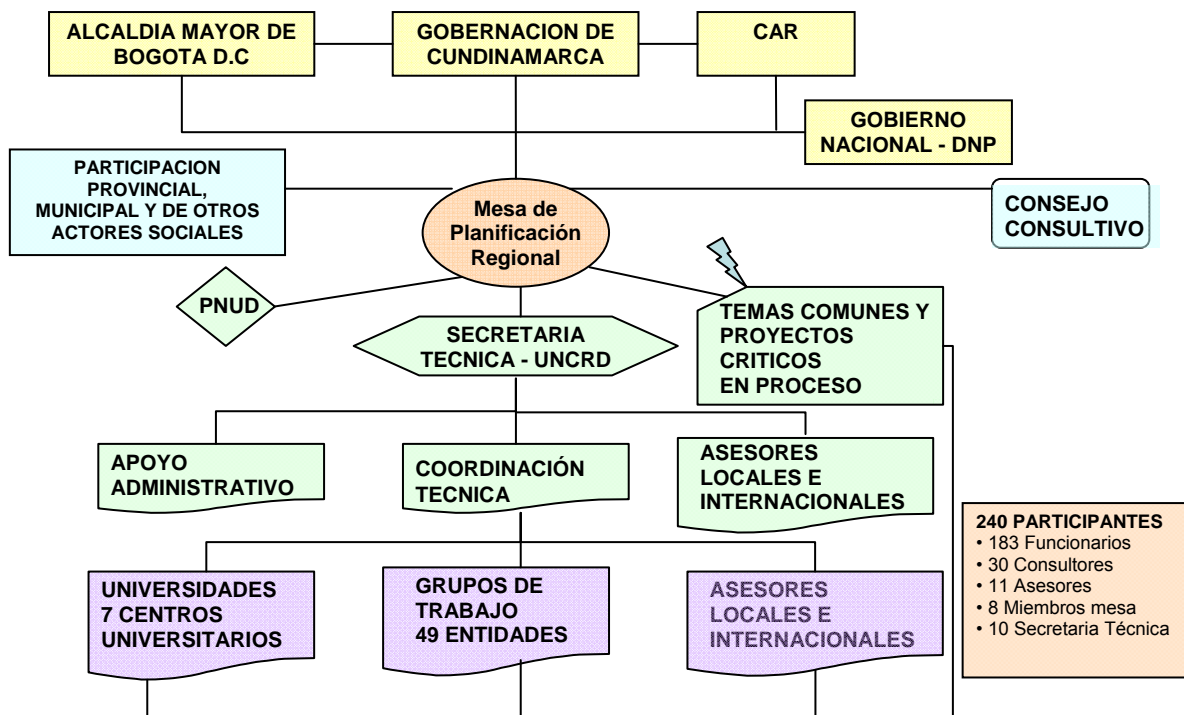 ALCALDIA MAYOR DE
BOGOTA D.C
GOBERNACION DE
CUNDINAMARCA
CAR
GOBIERNO
NACIONAL - DNP
PARTICIPACION
PROVINCIAL,
MUNICIPAL Y DE OTROS
ACTORES SOCIALES
Mesa de
Planificación
Regional
CONSEJO
CONSULTIVO
PNUD
SECRETARIA
TECNICA - UNCRD
TEMAS COMUNES Y
PROYECTOS
CRITICOS
EN PROCESO
APOYO
ADMINISTRATIVO
COORDINACIÓN
TECNICA
ASESORES
LOCALES E
INTERNACIONALES
UNIVERSIDADES
7 CENTROS
UNIVERSITARIOS
GRUPOS DE
TRABAJO
49 ENTIDADES
ASESORES
LOCALES E
INTERNACIONALES
240 PARTICIPANTES
• 183 Funcionarios
• 30 Consultores
• 11 Asesores
• 8 Miembros mesa
• 10 Secretaria Técnica